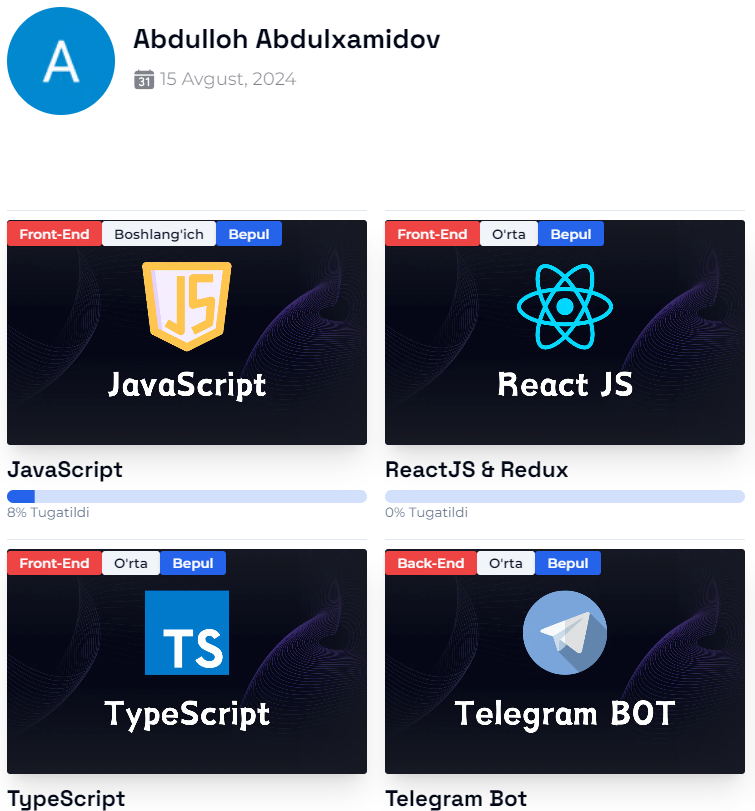 A
Abdulloh Abdulxamidov
31 15 Avgust, 2024
Front-End Boshlang'ich Bepul
JS
JavaScript
JavaScript
8% Tugatildi
Front-End O'rta Bepul
React JS
ReactJS & Redux
0% Tugatildi
Front-End O'rta Bepul
TS
TypeScript
TypeScript
Back-End O'rta Bepul
Telegram BOT
Telegram Bot